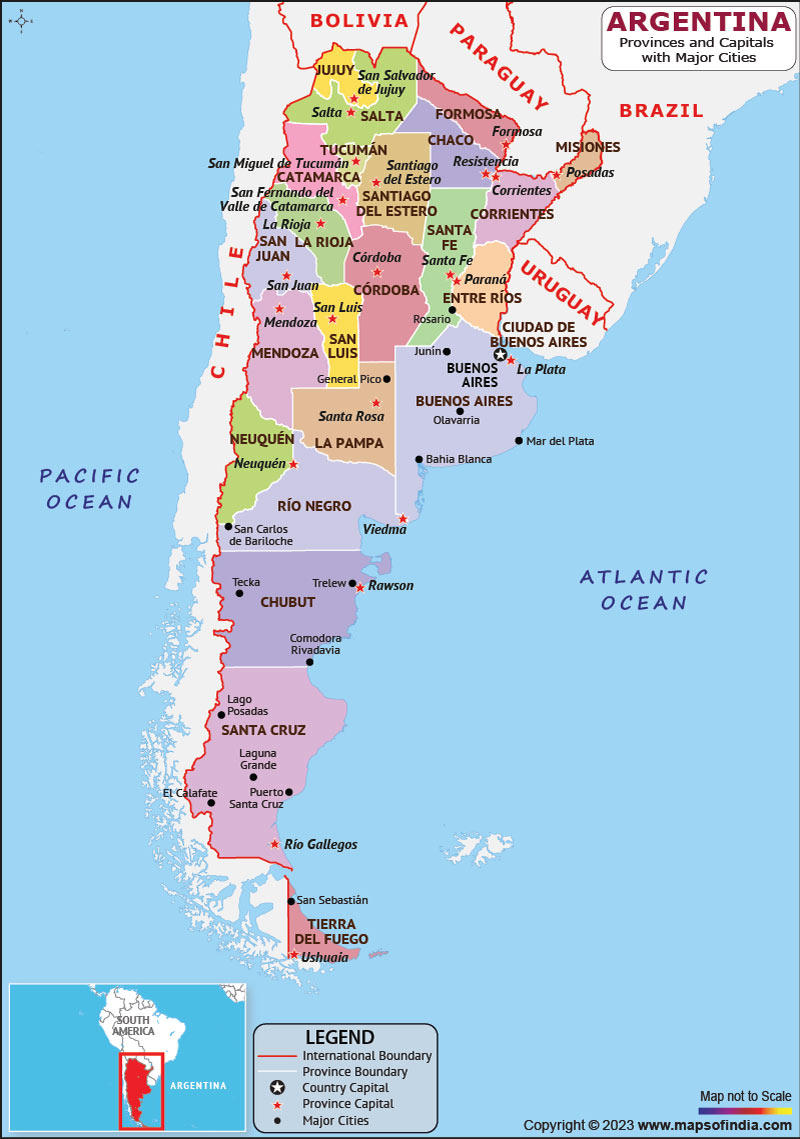 BOLIVIA
ARGENTINA
Provinces and Capitals
with Major Cities
PARAGUAY
BRAZIL
JUJUY
San Salvador
de Jujuy
Salta
SALTA
FORMOSA
Formosa
CHACO
MISIONES
TUCUMÁN
San Miguel de Tucumán
Resistencia
Posadas
CATAMARCA
Santiago
del Estero
Corrientes
San Fernando del
Valle de Catamarca
SANTIAGO
DEL ESTERO
CORRIENTES
La Rioja
LA RIOJA
SANTA
FE
SAN
JUAN
Córdoba
Santa Fe
CHILE
San Juan
CÓRDOBA
Paraná
URUGUAY
ENTRE RÍOS
San Luis
Mendoza
Rosario
CIUDAD DE
BUENOS AIRES
SAN
LUIS
MENDOZA
Junín
BUENOS
AIRES
La Plata
General Pico
BUENOS AIRES
Santa Rosa
Olavarria
NEUQUÉN
LA PAMPA
Mar del Plata
Neuquén
Bahia Blanca
PACIFIC
OCEAN
RÍO NEGRO
San Carlos
de Bariloche
Viedma
ATLANTIC
OCEAN
Tecka
Trelew
Rawson
CHUBUT
Comodora
Rivadavia
Lago
Posadas
SANTA CRUZ
Laguna
Grande
El Calafate
Puerto
Santa Cruz
Río Gallegos
San Sebastián
TIERRA
DEL FUEGO
Ushuaia
SOUTH
AMERICA
ARGENTINA
LEGEND
International Boundary
Province Boundary
Country Capital
Province Capital
Major Cities
Map not to Scale
Copyright © 2023 www.mapsofindia.com